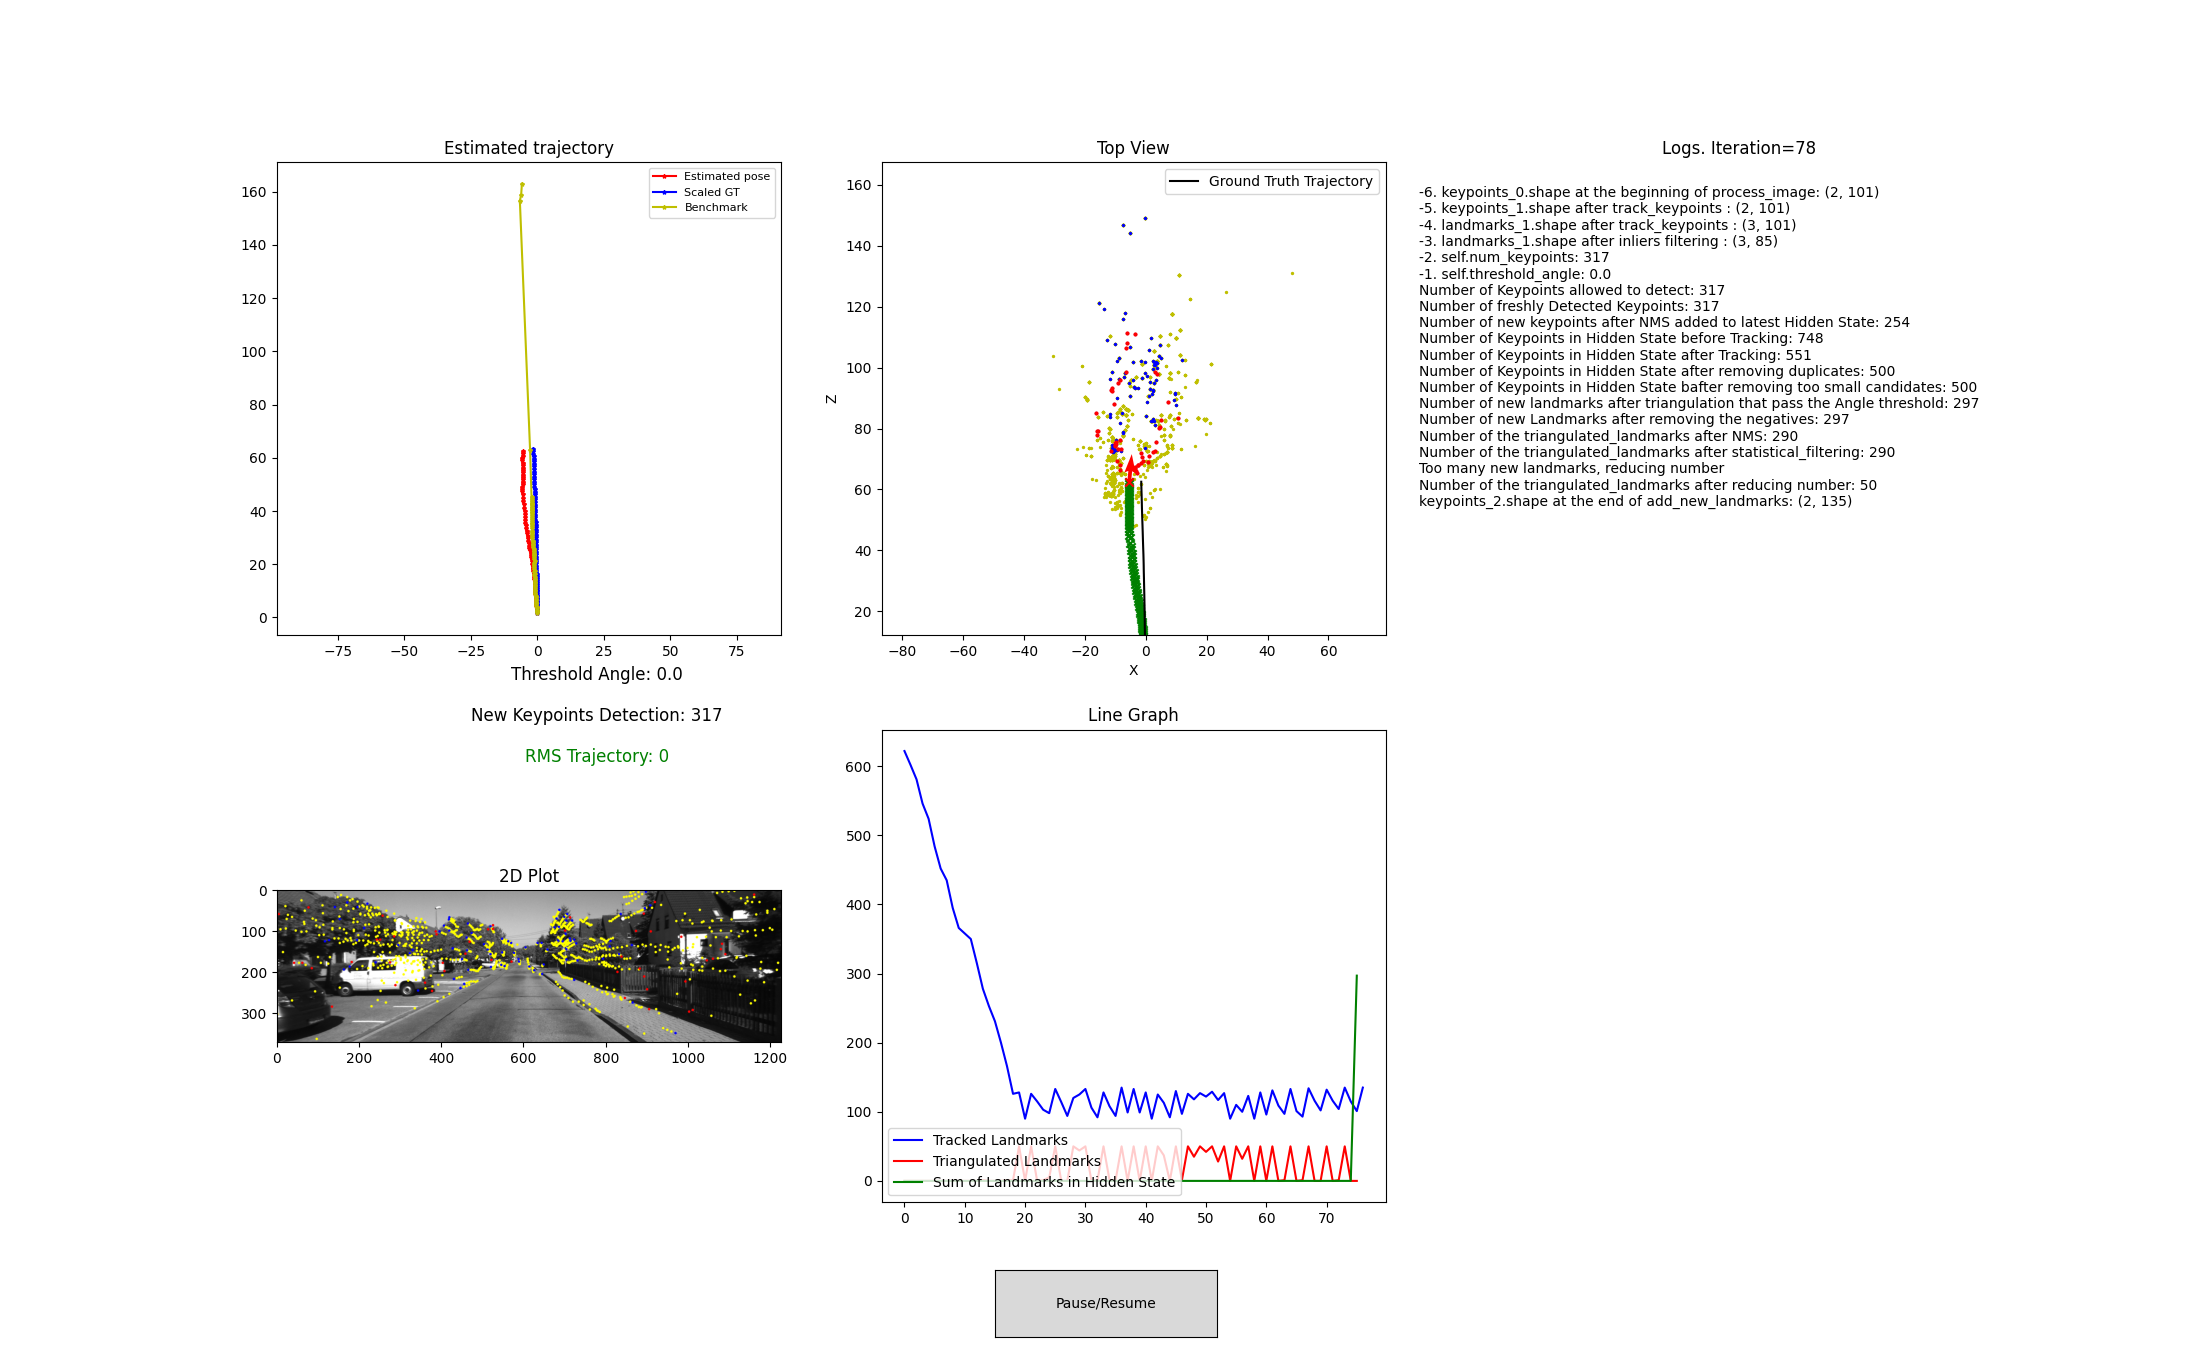 Estimated trajectory
160
140
120
100
80
60
40
20
0
−75
−50
−25
0
25
50
75
Estimated pose
Scaled GT
Benchmark
Threshold Angle: 0.0
New Keypoints Detection: 317
RMS Trajectory: 0
Top View
Ground Truth Trajectory
Z
160
140
120
100
80
60
40
20
−80
−60
−40
−20
0
20
40
60
X
Logs. Iteration=78
-6. keypoints_0.shape at the beginning of process_image: (2, 101)
-5. keypoints_1.shape after track_keypoints : (2, 101)
-4. landmarks_1.shape after track_keypoints : (3, 101)
-3. landmarks_1.shape after inliers filtering : (3, 85)
-2. self.num_keypoints: 317
-1. self.threshold_angle: 0.0
Number of Keypoints allowed to detect: 317
Number of freshly Detected Keypoints: 317
Number of new keypoints after NMS added to latest Hidden State: 254
Number of Keypoints in Hidden State before Tracking: 748
Number of Keypoints in Hidden State after Tracking: 551
Number of Keypoints in Hidden State after removing duplicates: 500
Number of Keypoints in Hidden State bafter removing too small candidates: 500
Number of new landmarks after triangulation that pass the Angle threshold: 297
Number of new Landmarks after removing the negatives: 297
Number of the triangulated_landmarks after NMS: 290
Number of the triangulated_landmarks after statistical_filtering: 290
Too many new landmarks, reducing number
Number of the triangulated_landmarks after reducing number: 50
keypoints_2.shape at the end of add_new_landmarks: (2, 135)
2D Plot
0
100
200
300
0
200
400
600
800
1000
1200
Line Graph
600
500
400
300
200
100
0
0
10
20
30
40
50
60
70
Tracked Landmarks
Triangulated Landmarks
Sum of Landmarks in Hidden State
Pause/Resume